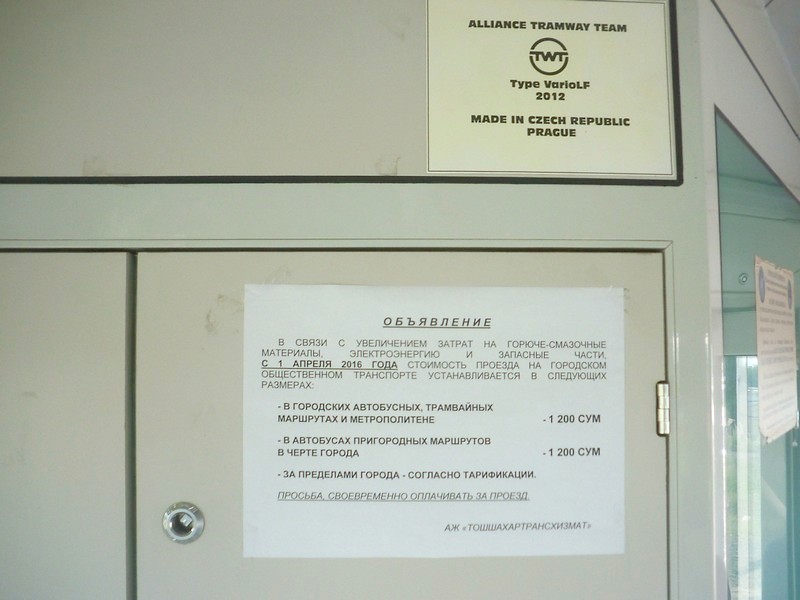 ALLIANCE TRAMWAY TEAM
TWT
Type VarioLF
2012
MADE IN CZECH REPUBLIC
PRAGUE
ОБЪЯВЛЕНИЕ
В СВЯЗИ С УВЕЛИЧЕНИЕМ ЗАТРАТ НА ГОРЮЧЕ-СМАЗОЧНЫЕ
МАТЕРИАЛЫ, ЭЛЕКТРОЭНЕРГИЮ И ЗАПАСНЫЕ ЧАСТИ,
С 1 АПРЕЛЯ 2016 ГОДА СТОИМОСТЬ ПРОЕЗДА НА ГОРОДСКОМ
ОБЩЕСТВЕННОМ ТРАНСПОРТЕ УСТАНАВЛИВАЕТСЯ В СЛЕДУЮЩИХ
РАЗМЕРАХ:
- В ГОРОДСКИХ АВТОБУСНЫХ, ТРАМВАЙНЫХ
МАРШРУТАХ И МЕТРОПОЛИТЕНЕ - 1 200 СУМ
- В АВТОБУСАХ ПРИГОРОДНЫХ МАРШРУТОВ
В ЧЕРТЕ ГОРОДА - 1 200 СУМ
- ЗА ПРЕДЕЛАМИ ГОРОДА - СОГЛАСНО ТАРИФИКАЦИИ.
ПРОСЬБА, СВОЕВРЕМЕННО ОПЛАЧИВАТЬ ЗА ПРОЕЗД.
АЖ «ТОШШАХАРТРАНСХИЗМАТ»